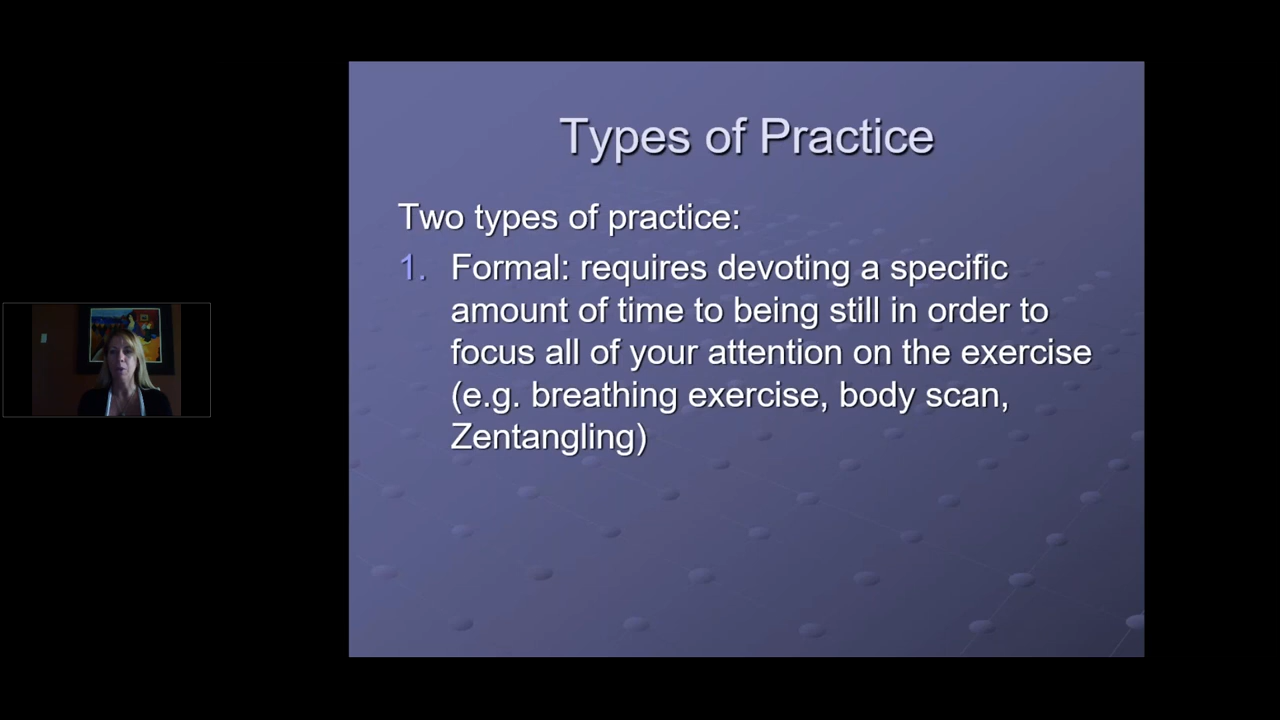 Types of Practice
Two types of practice:
1. Formal: requires devoting a specific
amount of time to being still in order to
focus all of your attention on the exercise
(e.g. breathing exercise, body scan,
Zentangling)